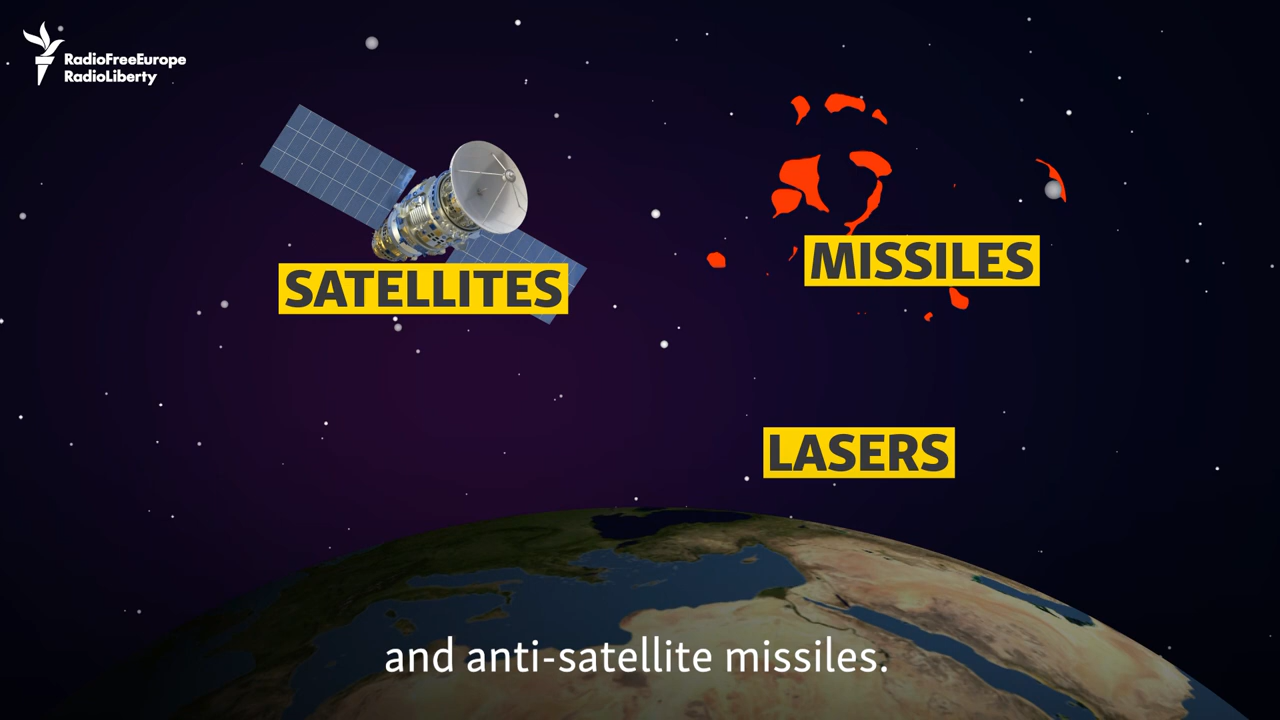 RadioFreeEurope
RadioLiberty
SATELLITES
MISSILES
LASERS
and anti-satellite missiles.